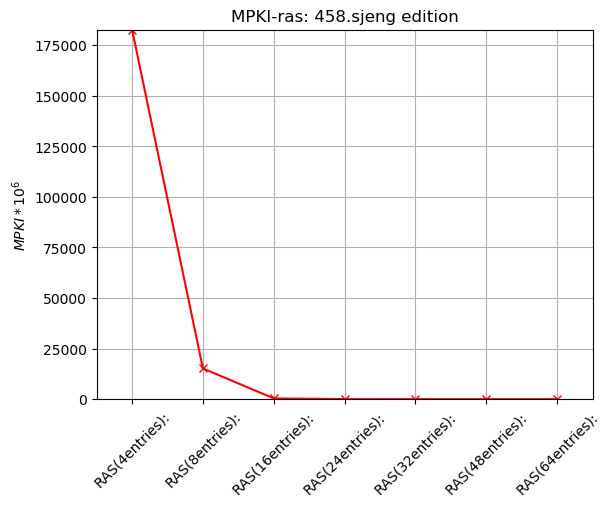 MPKI-ras: 458.sjeng edition
175000
150000
125000
100000
75000
50000
25000
0
MPKI * 10^6
RAS(4entries):
RAS(8entries):
RAS(16entries):
RAS(24entries):
RAS(32entries):
RAS(48entries):
RAS(64entries):